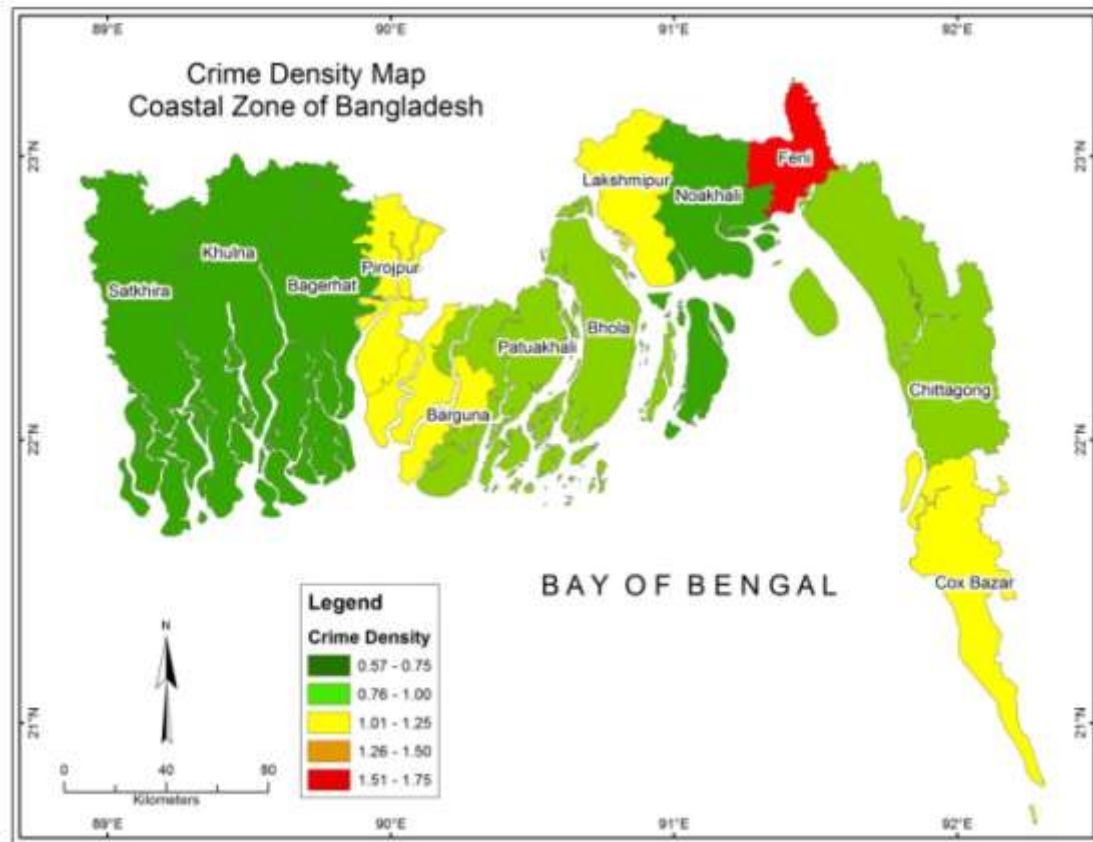 89°E 90°E 91°E 92°E
Crime Density Map
Coastal Zone of Bangladesh
23°N 23°N
Feni
Lakshmipur
Noakhali
Khulna
Pirojpur
Satkhira
Bagerhat
Bhola
Patuakhali
Chittagong
Barguna
22°N 22°N
BAY OF BENGAL
Cox Bazar
Legend
Crime Density
0.57 - 0.75
0.76 - 1.00
1.01 - 1.25
1.26 - 1.50
1.51 - 1.75
N
21°N 21°N
0 40 80
Kilometers
89°E 90°E 91°E 92°E